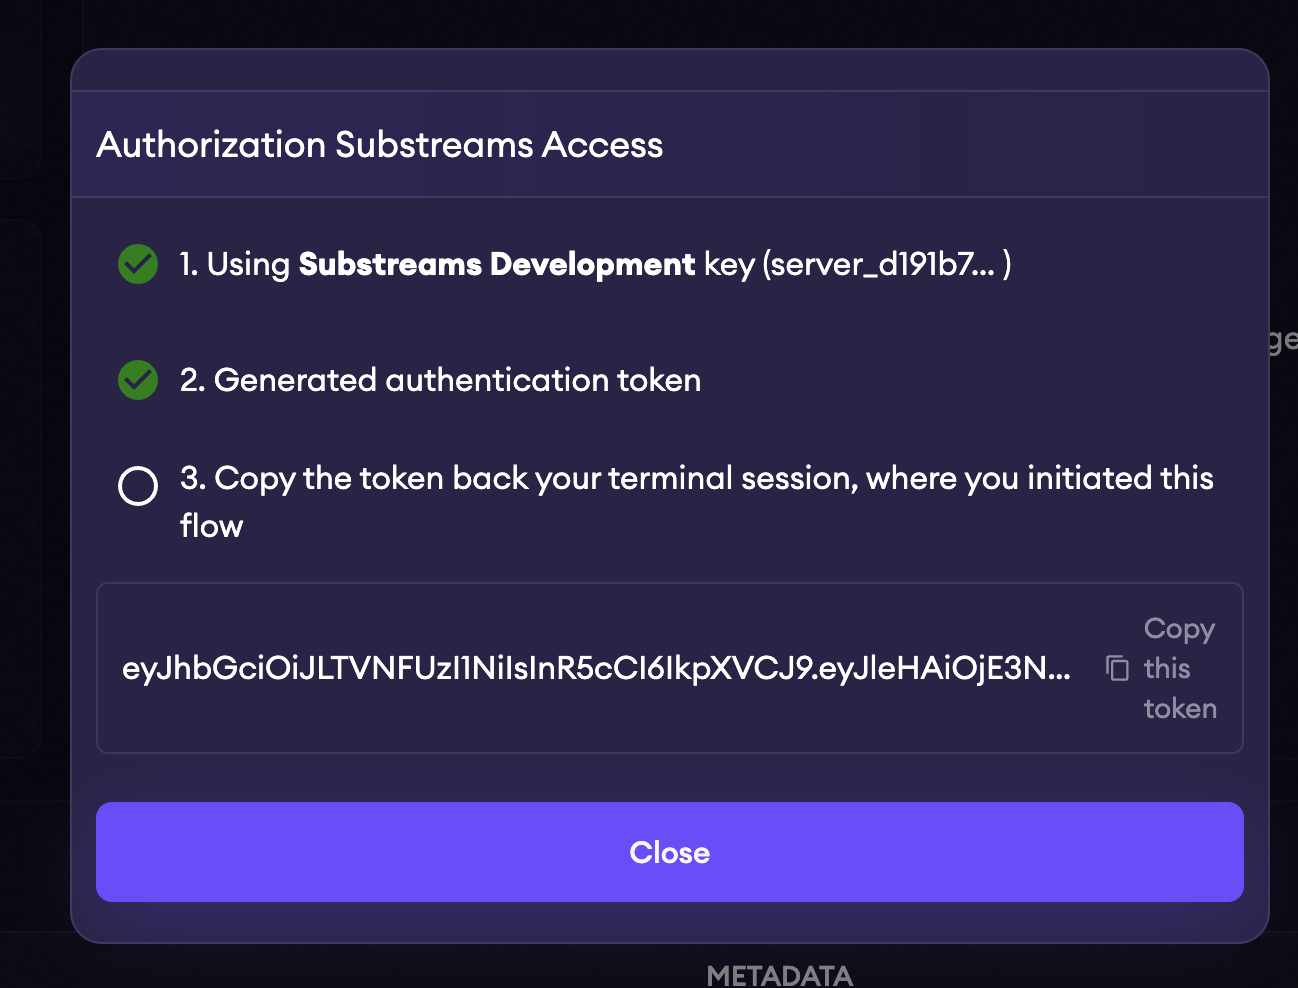 Authorization Substreams Access
1. Using Substreams Development key (server_d191b7... )
ge
2. Generated authentication token
3. Copy the token back your terminal session, where you initiated this
flow
eyJhbGciOiJLTVNFUzI1NiIsInR5cCI6IkpXVCJ9.eyJleHAiOjE3N...
Copy
this
token
Close
METADATA